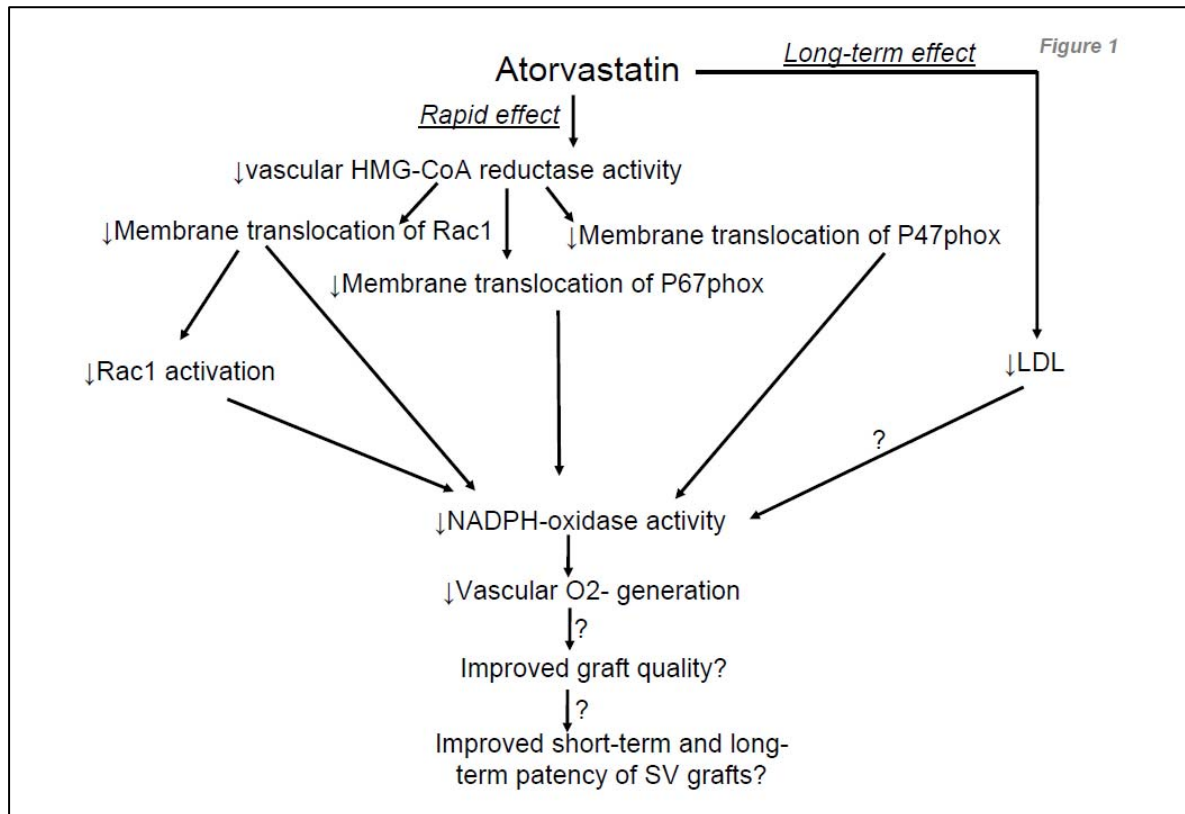 Figure 1
Long-term effect
Atorvastatin
Rapid effect
↓vascular HMG-CoA reductase activity
↓Membrane translocation of Rac1
↓Membrane translocation of P47phox
↓Membrane translocation of P67phox
↓Rac1 activation
↓LDL
?
↓NADPH-oxidase activity
↓Vascular O2- generation
?
Improved graft quality?
?
Improved short-term and long-
term patency of SV grafts?